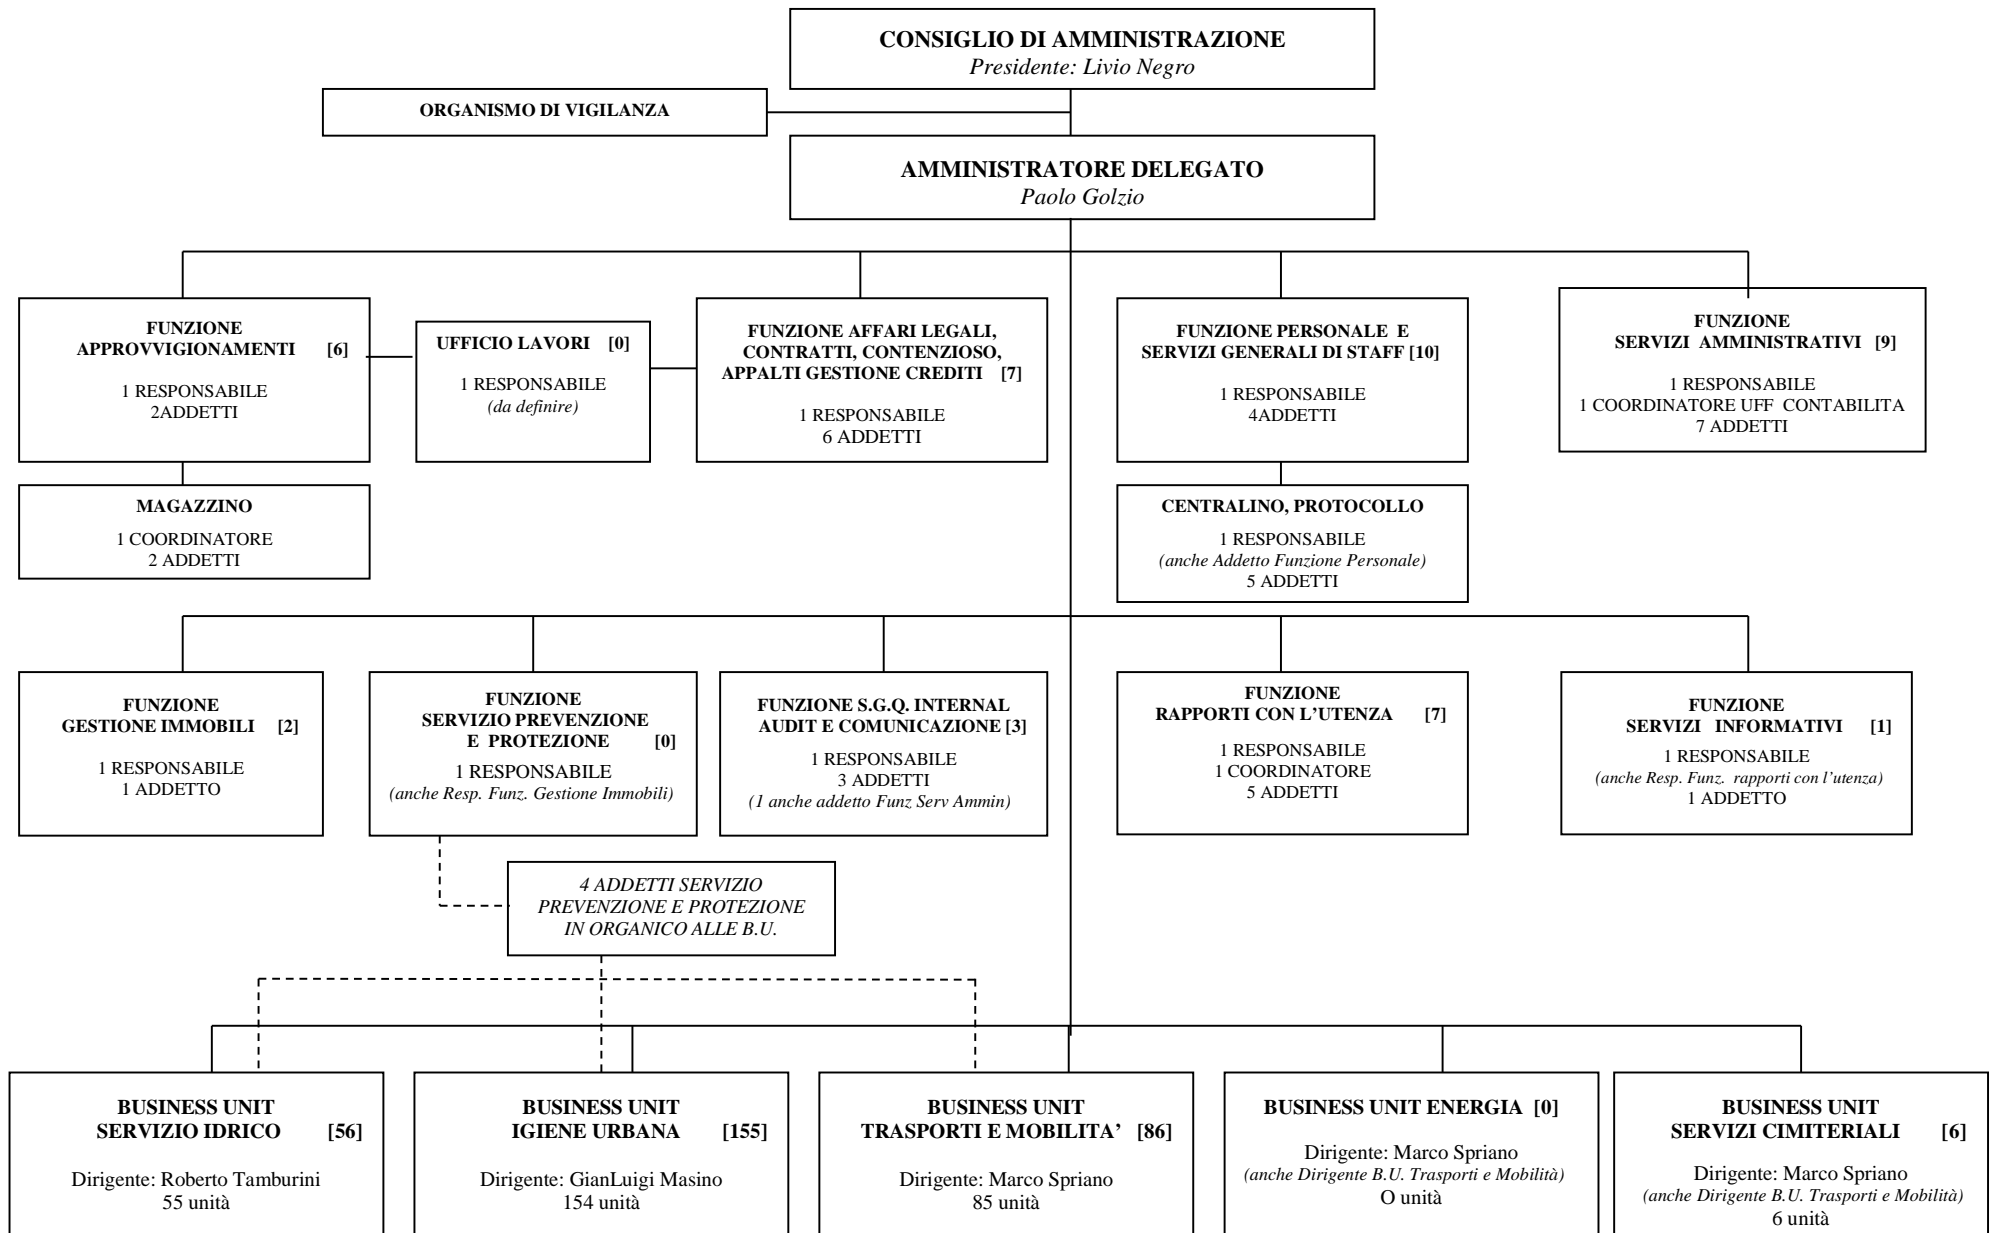 CONSIGLIO DI AMMINISTRAZIONE
Presidente: Livio Negro
ORGANISMO DI VIGILANZA
AMMINISTRATORE DELEGATO
Paolo Golzio
FUNZIONE
APPROVVIGIONAMENTI [6]
1 RESPONSABILE
2ADDETTI
UFFICIO LAVORI [0]
1 RESPONSABILE
(da definire)
FUNZIONE AFFARI LEGALI,
CONTRATTI, CONTENZIOSO,
APPALTI GESTIONE CREDITI [7]
1 RESPONSABILE
6 ADDETTI
FUNZIONE PERSONALE E
SERVIZI GENERALI DI STAFF [10]
1 RESPONSABILE
4ADDETTI
FUNZIONE
SERVIZI AMMINISTRATIVI [9]
1 RESPONSABILE
1 COORDINATORE UFF CONTABILITA
7 ADDETTI
MAGAZZINO
1 COORDINATORE
2 ADDETTI
CENTRALINO, PROTOCOLLO
1 RESPONSABILE
(anche Addetto Funzione Personale)
5 ADDETTI
FUNZIONE
GESTIONE IMMOBILI [2]
1 RESPONSABILE
1 ADDETTO
FUNZIONE
SERVIZIO PREVENZIONE
E PROTEZIONE [0]
1 RESPONSABILE
(anche Resp. Funz. Gestione Immobili)
FUNZIONE S.G.Q. INTERNAL
AUDIT E COMUNICAZIONE [3]
1 RESPONSABILE
3 ADDETTI
(1 anche addetto Funz Serv Ammin)
FUNZIONE
RAPPORTI CON L’UTENZA [7]
1 RESPONSABILE
1 COORDINATORE
5 ADDETTI
FUNZIONE
SERVIZI INFORMATIVI [1]
1 RESPONSABILE
(anche Resp. Funz. rapporti con l’utenza)
1 ADDETTO
4 ADDETTI SERVIZIO
PREVENZIONE E PROTEZIONE
IN ORGANICO ALLE B.U.
BUSINESS UNIT
SERVIZIO IDRICO [56]
Dirigente: Roberto Tamburini
55 unità
BUSINESS UNIT
IGIENE URBANA [155]
Dirigente: GianLuigi Masino
154 unità
BUSINESS UNIT
TRASPORTI E MOBILITA’ [86]
Dirigente: Marco Spriano
85 unità
BUSINESS UNIT ENERGIA [0]
Dirigente: Marco Spriano
(anche Dirigente B.U. Trasporti e Mobilità)
O unità
BUSINESS UNIT
SERVIZI CIMITERIALI [6]
Dirigente: Marco Spriano
(anche Dirigente B.U. Trasporti e Mobilità)
6 unità